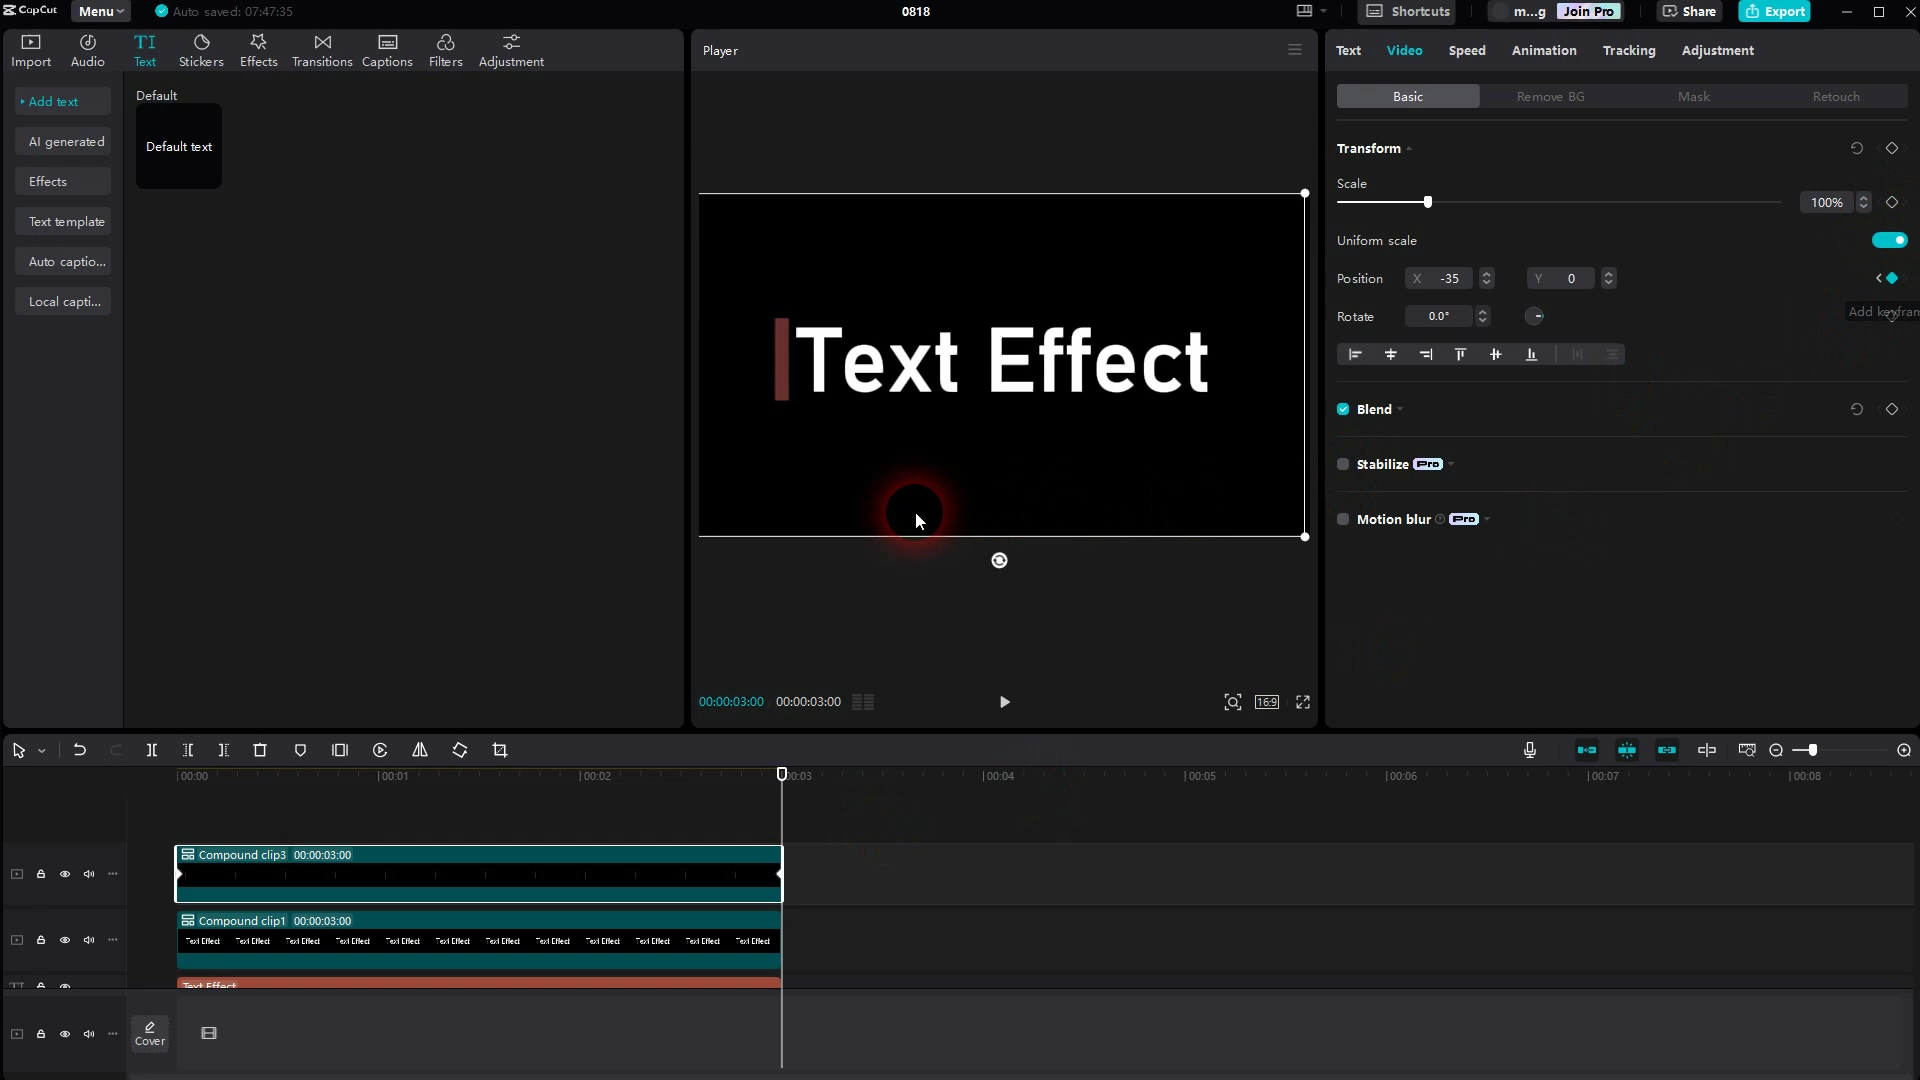 CapCut Menu Auto saved: 07:47:35 0818 Shortcuts m...g Join Pro Share Export
Import Audio TI Text Stickers Effects Transitions Captions Filters Adjustment
Add text
AI generated
Effects
Text template
Auto captio...
Local capti...
Default
Default text
Player
Text Effect
00:00:03:00 00:00:03:00
16:9
Text Video Speed Animation Tracking Adjustment
Basic Remove BG Mask Retouch
Transform
Scale
100%
Uniform scale
Position X -35 Y 0
Add keyfram
Rotate 0.0°
Blend
Stabilize Pro
Motion blur Pro
00:00 00:01 00:02 00:03 00:04 00:05 00:06 00:07 00:08
Compound clip3 00:00:03:00
Compound clip1 00:00:03:00
Text Effect Text Effect Text Effect Text Effect Text Effect Text Effect Text Effect Text Effect Text Effect Text Effect Text Effect Text Effect
TI Text Effect
Cover